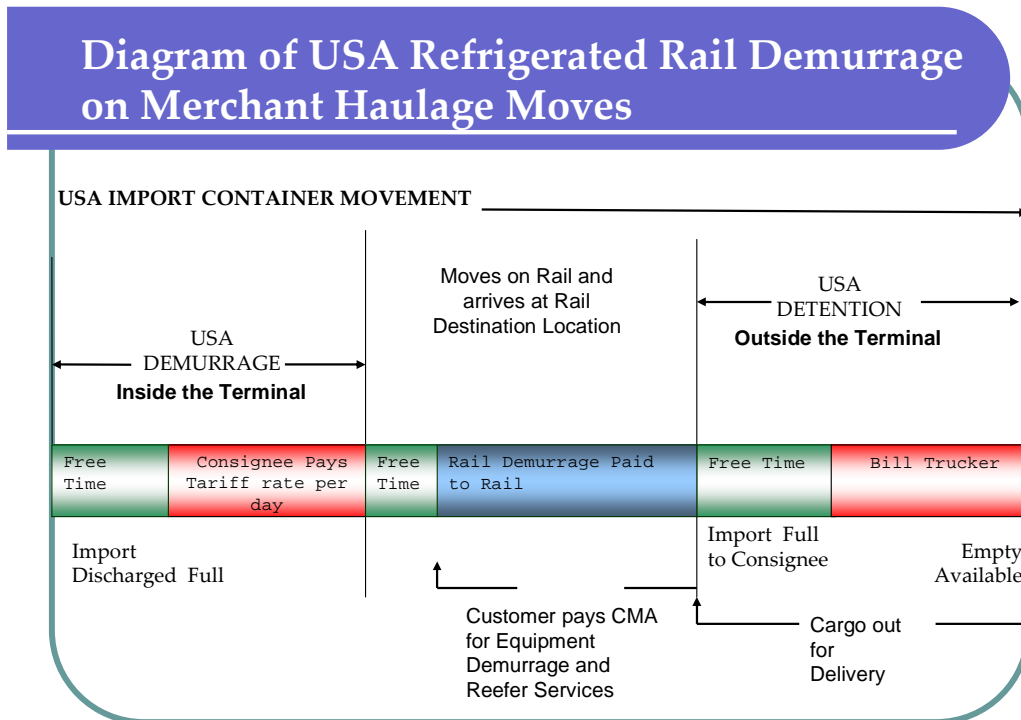 Diagram of USA Refrigerated Rail Demurrage
on Merchant Haulage Moves
USA IMPORT CONTAINER MOVEMENT
USA
DEMURRAGE
Inside the Terminal
Moves on Rail and
arrives at Rail
Destination Location
USA
DETENTION
Outside the Terminal
Free
Time
Consignee Pays
Tariff rate per
day
Free
Time
Rail Demurrage Paid
to Rail
Free Time
Bill Trucker
Import
Discharged Full
Import Full
to Consignee
Empty
Available
Customer pays CMA
for Equipment
Demurrage and
Reefer Services
Cargo out
for
Delivery